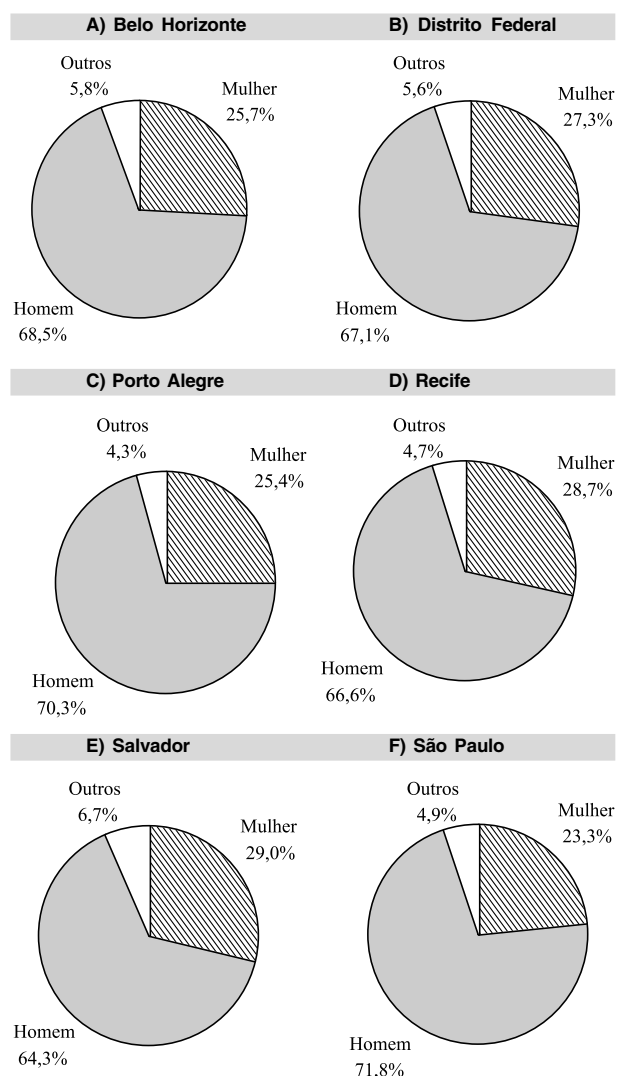 A) Belo Horizonte
B) Distrito Federal
Outros
5,8%
Mulher
25,7%
Homem
68,5%
Outros
5,6%
Mulher
27,3%
Homem
67,1%
C) Porto Alegre
D) Recife
Outros
4,3%
Mulher
25,4%
Homem
70,3%
Outros
4,7%
Mulher
28,7%
Homem
66,6%
E) Salvador
F) São Paulo
Outros
6,7%
Mulher
29,0%
Homem
64,3%
Outros
4,9%
Mulher
23,3%
Homem
71,8%